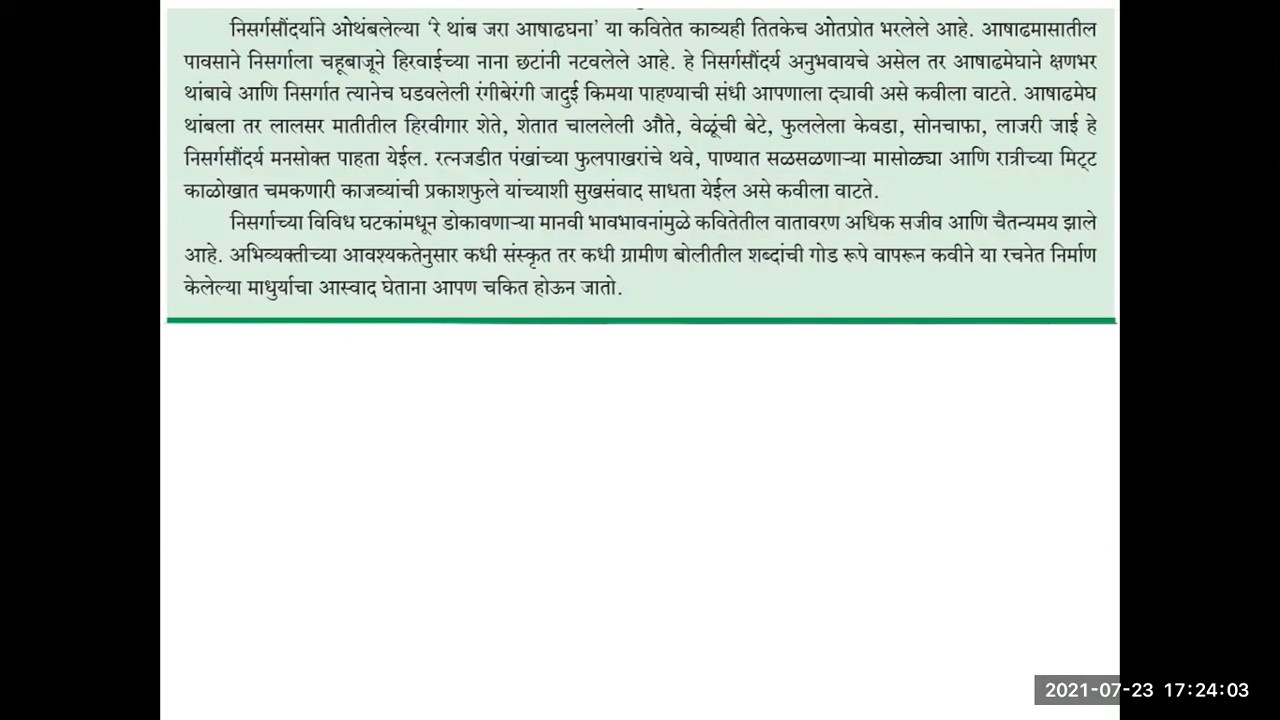 निसर्गसौंदर्याने ओथंबलेल्या ‘रे थांब जरा आषाढघना’ या कवितेत काव्यही तितकेच ओतप्रोत भरलेले आहे. आषाढमासातील
पावसाने निसर्गाला चहूबाजूने हिरवाईच्या नाना छटांनी नटवलेले आहे. हे निसर्गसौंदर्य अनुभवायचे असेल तर आषाढमेघाने क्षणभर
थांबावे आणि निसर्गात त्यानेच घडवलेली रंगीबेरंगी जादुई किमया पाहण्याची संधी आपणाला द्यावी असे कवीला वाटते. आषाढमेघ
थांबला तर लालसर मातीतील हिरवीगार शेते, शेतात चाललेली औते, वेळूंची बेटे, फुललेला केवडा, सोनचाफा, लाजरी जाई हे
निसर्गसौंदर्य मनसोक्त पाहता येईल. रत्नजडीत पंखांच्या फुलपाखरांचे थवे, पाण्यात सळसळणाऱ्या मासोळ्या आणि रात्रीच्या मिट्ट
काळोखात चमकणारी काजव्यांची प्रकाशफुले यांच्याशी सुखसंवाद साधता येईल असे कवीला वाटते.
निसर्गाच्या विविध घटकांमधून डोकावणाऱ्या मानवी भावभावनांमुळे कवितेतील वातावरण अधिक सजीव आणि चैतन्यमय झाले
आहे. अभिव्यक्तीच्या आवश्यकतेनुसार कधी संस्कृत तर कधी ग्रामीण बोलीतील शब्दांची गोड रूपे वापरून कवीने या रचनेत निर्माण
केलेल्या माधुर्याचा आस्वाद घेताना आपण चकित होऊन जातो.
2021-07-23 17:24:03